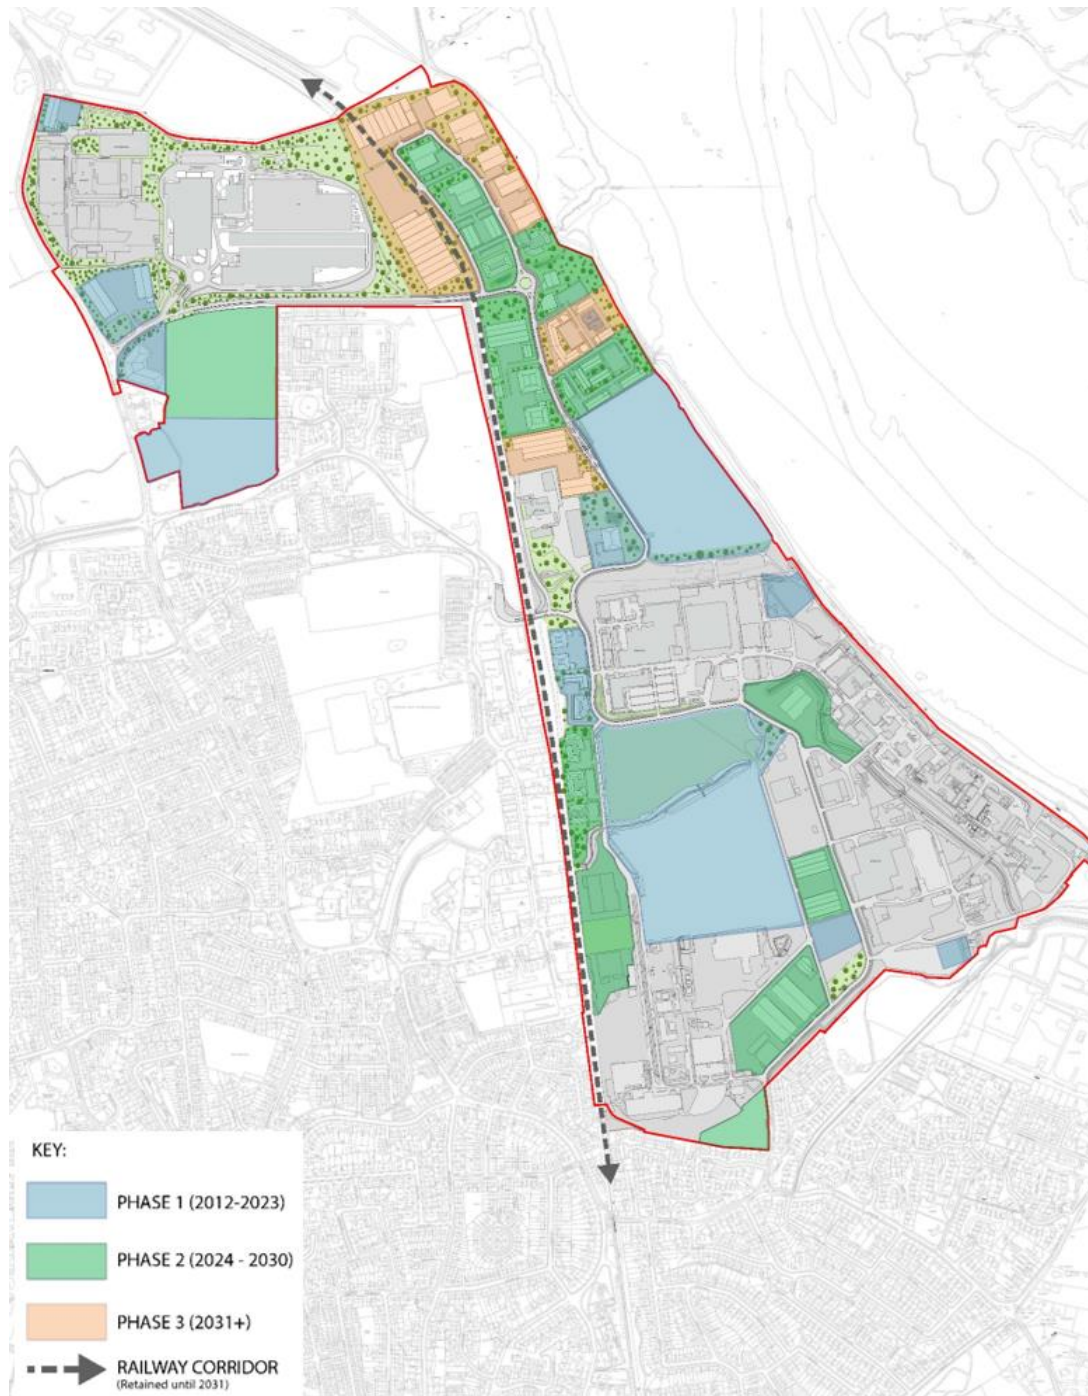 KEY:
PHASE 1 (2012-2023)
PHASE 2 (2024 - 2030)
PHASE 3 (2031+)
RAILWAY CORRIDOR
(Retained until 2031)